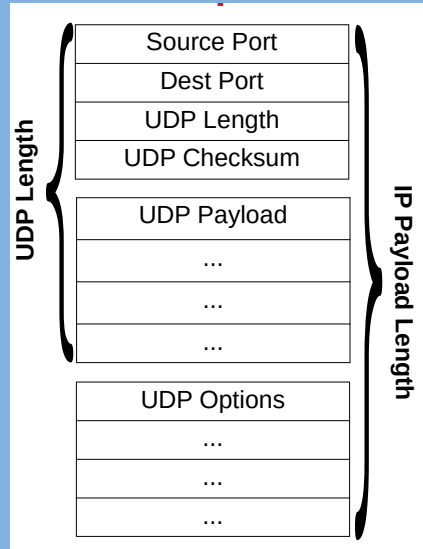 Source Port
Dest Port
UDP Length
UDP Checksum
UDP Length
UDP Payload
...
...
...
IP Payload Length
UDP Options
...
...
...